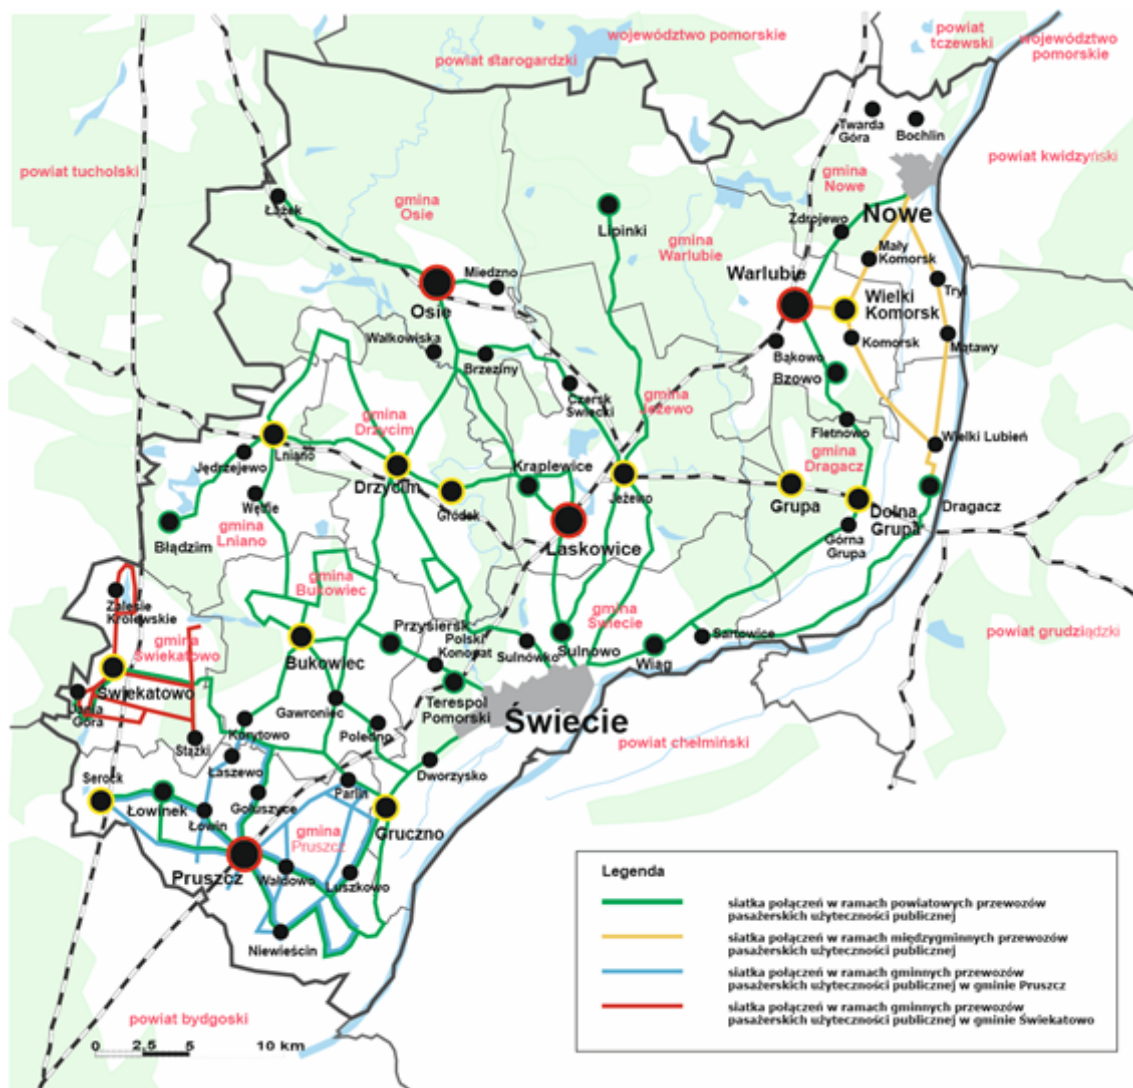 województwo pomorskie
powiat
tczewski
województwo
pomorskie
powiat starogardzki
Twarda
Góra
Bochlin
powiat tucholski
powiat kwidzyński
gmina
Nowe
Łążek
gmina
Osie
Zdrojewo
Nowe
Lipinki
gmina
Warlubie
Mały
Komorsk
Miedzno
Warlubie
Tryl
Osie
Wielki
Komorsk
Wałkowiska
Komorsk
Mątawy
Brzeziny
Bąkowo
Bzowo
Czersk
Świecki
gmina
Jeżewo
gmina
Drzycim
Fletnowo
Wielki Lubień
Lniano
gmina
Dragacz
Jędrzejewo
Krąplewice
Drzycim
Jeżewo
Wętfie
Gródek
Grupa
Dolna
Grupa
Dragacz
gmina
Lniano
Błądzim
Laskowice
Górna
Grupa
gmina
Bukowiec
Zalesie
Królewskie
gmina
Świecie
gmina
Świekatowo
Przysiersk
Polski
Konopat
Sulnówko
Sulnowo
Sartowice
powiat grudziądzki
Bukowiec
Wiąg
Świekatowo
Lipia
Góra
Gawroniec
Terespol
Pomorski
Świecie
Korytowo
Poledno
Stążki
powiat chełmiński
Łaszewo
Dworzysko
Serock
Parlin
Łowinek
Gołuszyce
Łowin
Gruczno
gmina
Pruszcz
Pruszcz
Wałdowo
Luszkowo
Niewieścin
powiat bydgoski
0 2.5 5 10 km
Legenda
siatka połączeń w ramach powiatowych przewozów
pasażerskich użyteczności publicznej
siatka połączeń w ramach międzygminnych przewozów
pasażerskich użyteczności publicznej
siatka połączeń w ramach gminnych przewozów
pasażerskich użyteczności publicznej w gminie Pruszcz
siatka połączeń w ramach gminnych przewozów
pasażerskich użyteczności publicznej w gminie Świekatowo